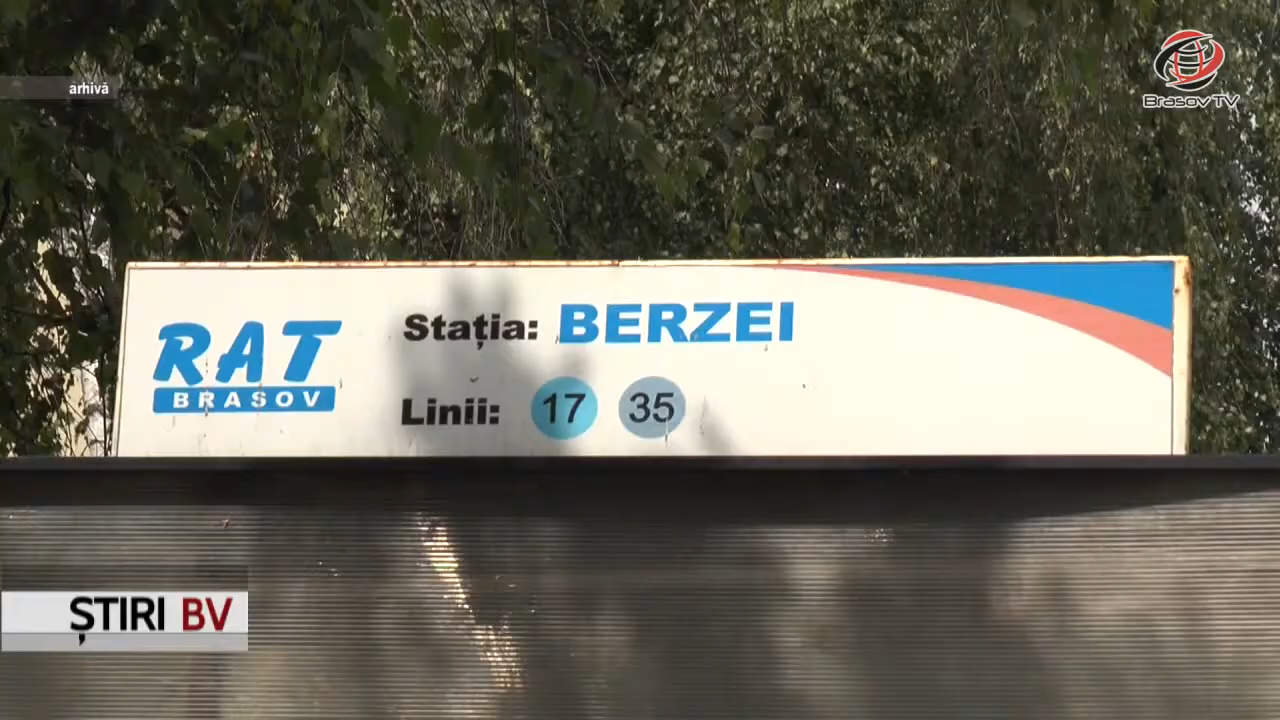 arhivă
Brasov TV
RAT
BRASOV
Stația: BERZEI
Linii: 17 35
ȘTIRI BV